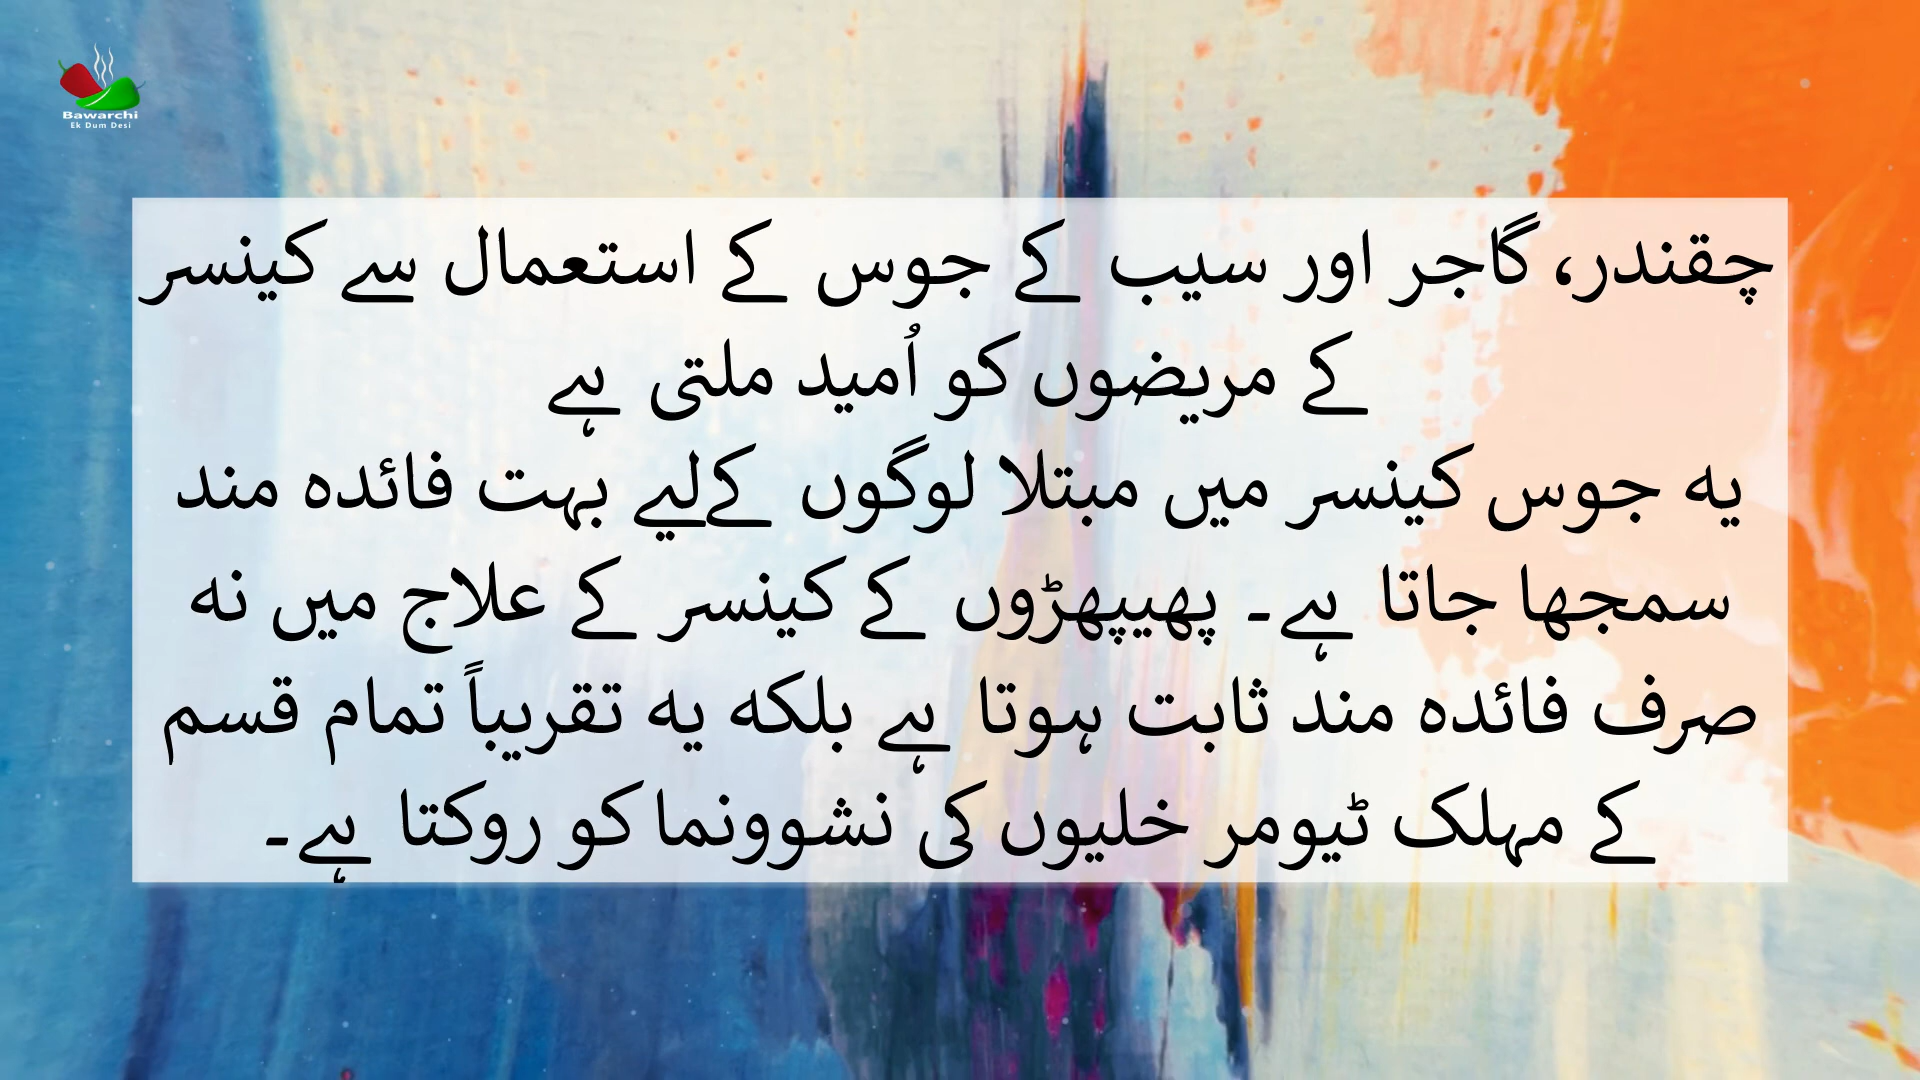 Bawarchi
Ek Dum Desi
چقندر، گاجر اور سیب کے جوس کے استعمال سے کینسر
کے مریضوں کو اُمید ملتی ہے
یہ جوس کینسر میں مبتلا لوگوں کےلیے بہت فائدہ مند
سمجھا جاتا ہے۔ پھیپھڑوں کے کینسر کے علاج میں نہ
صرف فائدہ مند ثابت ہوتا ہے بلکہ یہ تقریباً تمام قسم
کے مہلک ٹیومر خلیوں کی نشوونما کو روکتا ہے۔